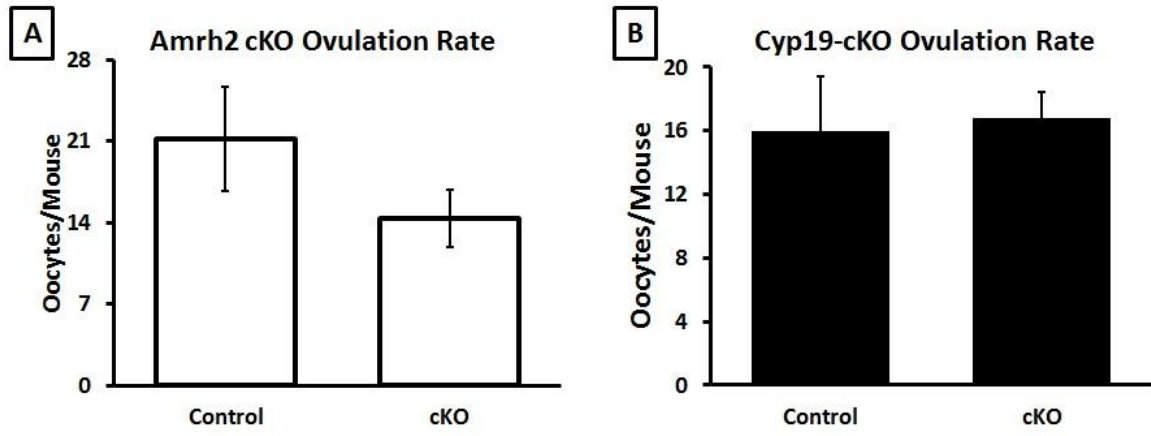 A
Amrh2 cKO Ovulation Rate
28
21
14
7
0
Oocytes/Mouse
Control
cKO
B
Cyp19-cKO Ovulation Rate
20
16
12
8
4
0
Oocytes/Mouse
Control
cKO